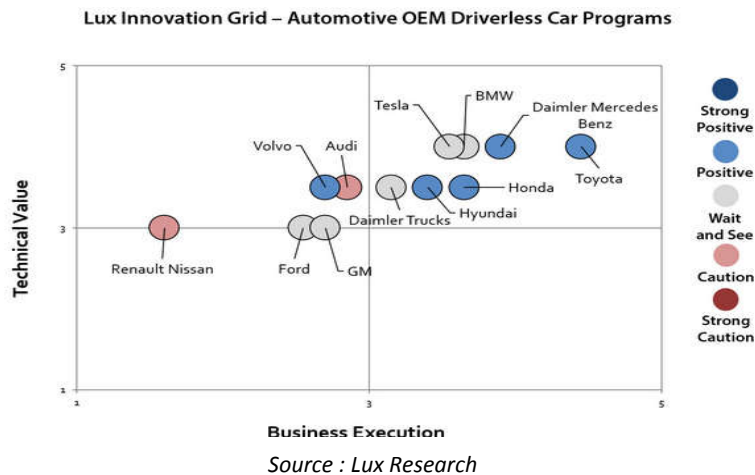 Lux Innovation Grid – Automotive OEM Driverless Car Programs
5
Technical Value
3
1
Tesla
BMW
Daimler Mercedes
Benz
Toyota
Volvo
Audi
Daimler Trucks
Hyundai
Honda
Renault Nissan
Ford
GM
1
3
5
Business Execution
Strong
Positive
Positive
Wait
and See
Caution
Strong
Caution
Source : Lux Research